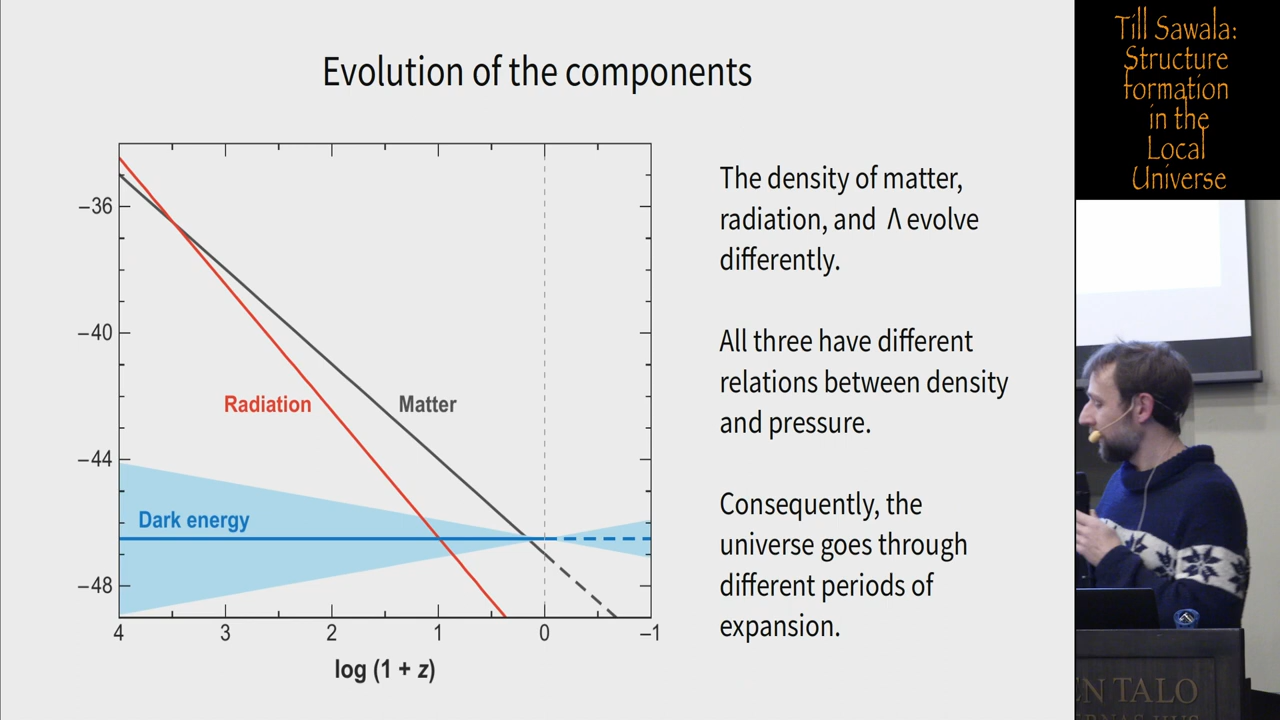 Evolution of the components
−36
−40
−44
−48
Radiation
Matter
Dark energy
4 3 2 1 0 −1
log (1 + z)
The density of matter,
radiation, and Λ evolve
differently.
All three have different
relations between density
and pressure.
Consequently, the
universe goes through
different periods of
expansion.
Till Sawala:
Structure
formation
in the
Local
Universe
EN TALO